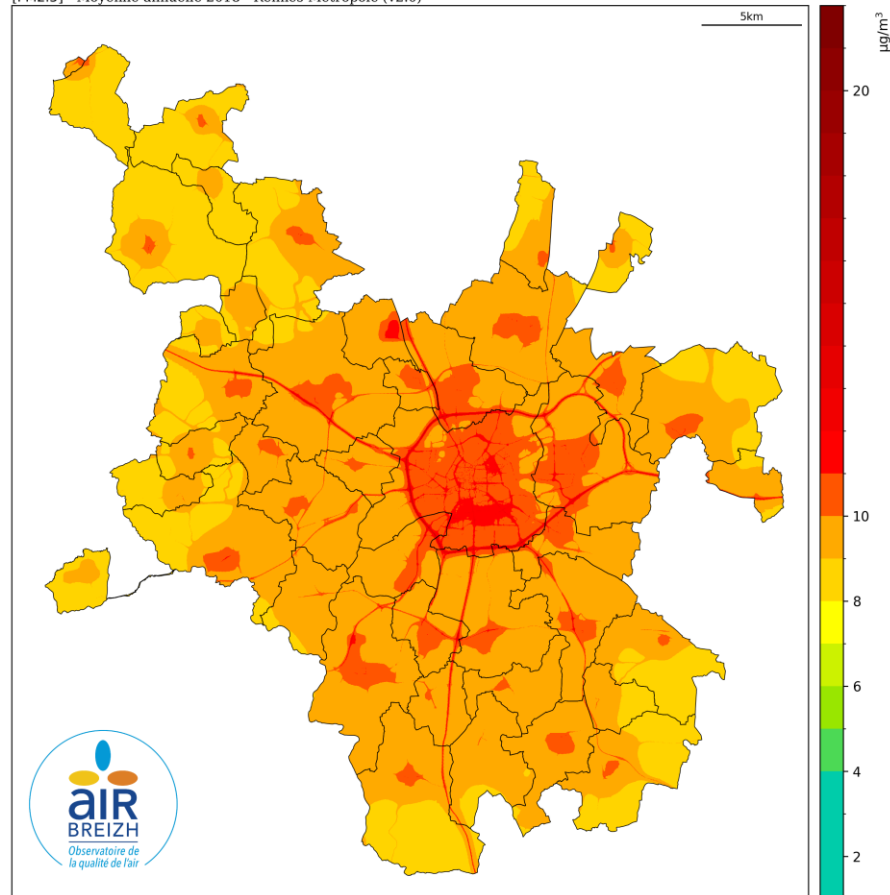 5km
µg/m³
20
10
8
6
4
2
aiR
BREIZH
Observatoire de
la qualité de l'air